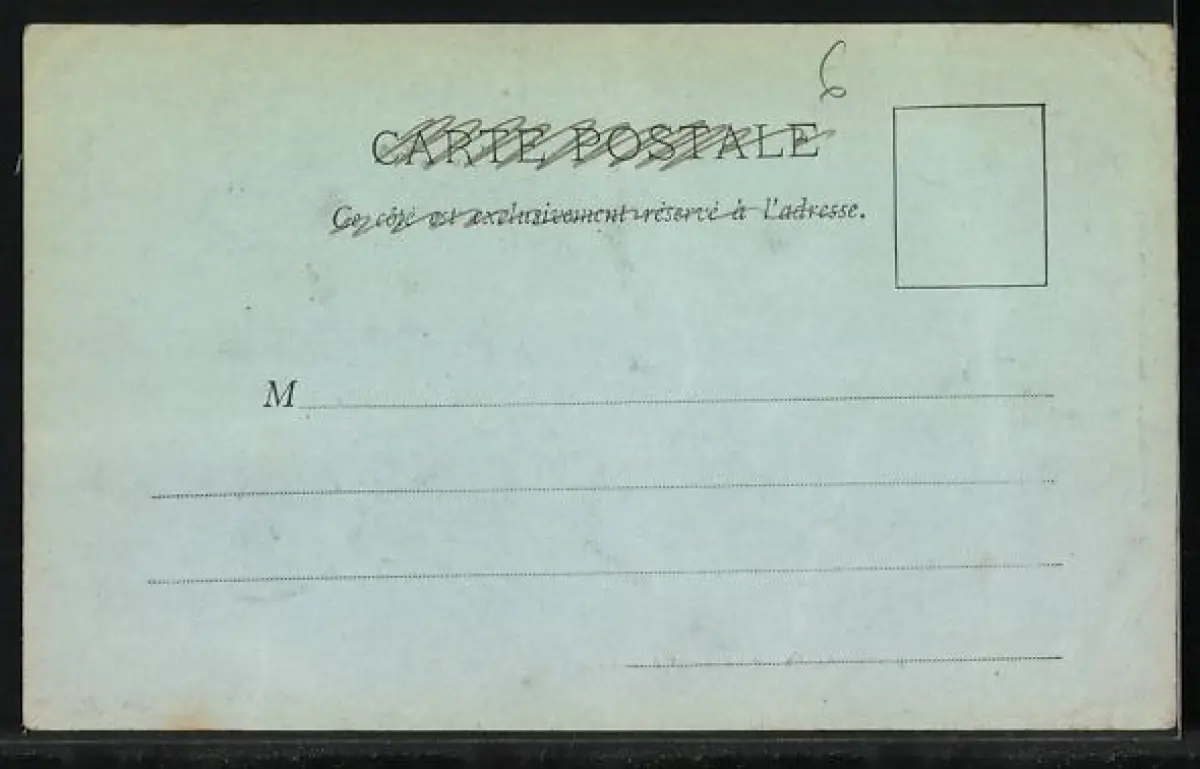 6
CARTE POSTALE
Ce côté est exclusivement réservé à l'adresse.
M